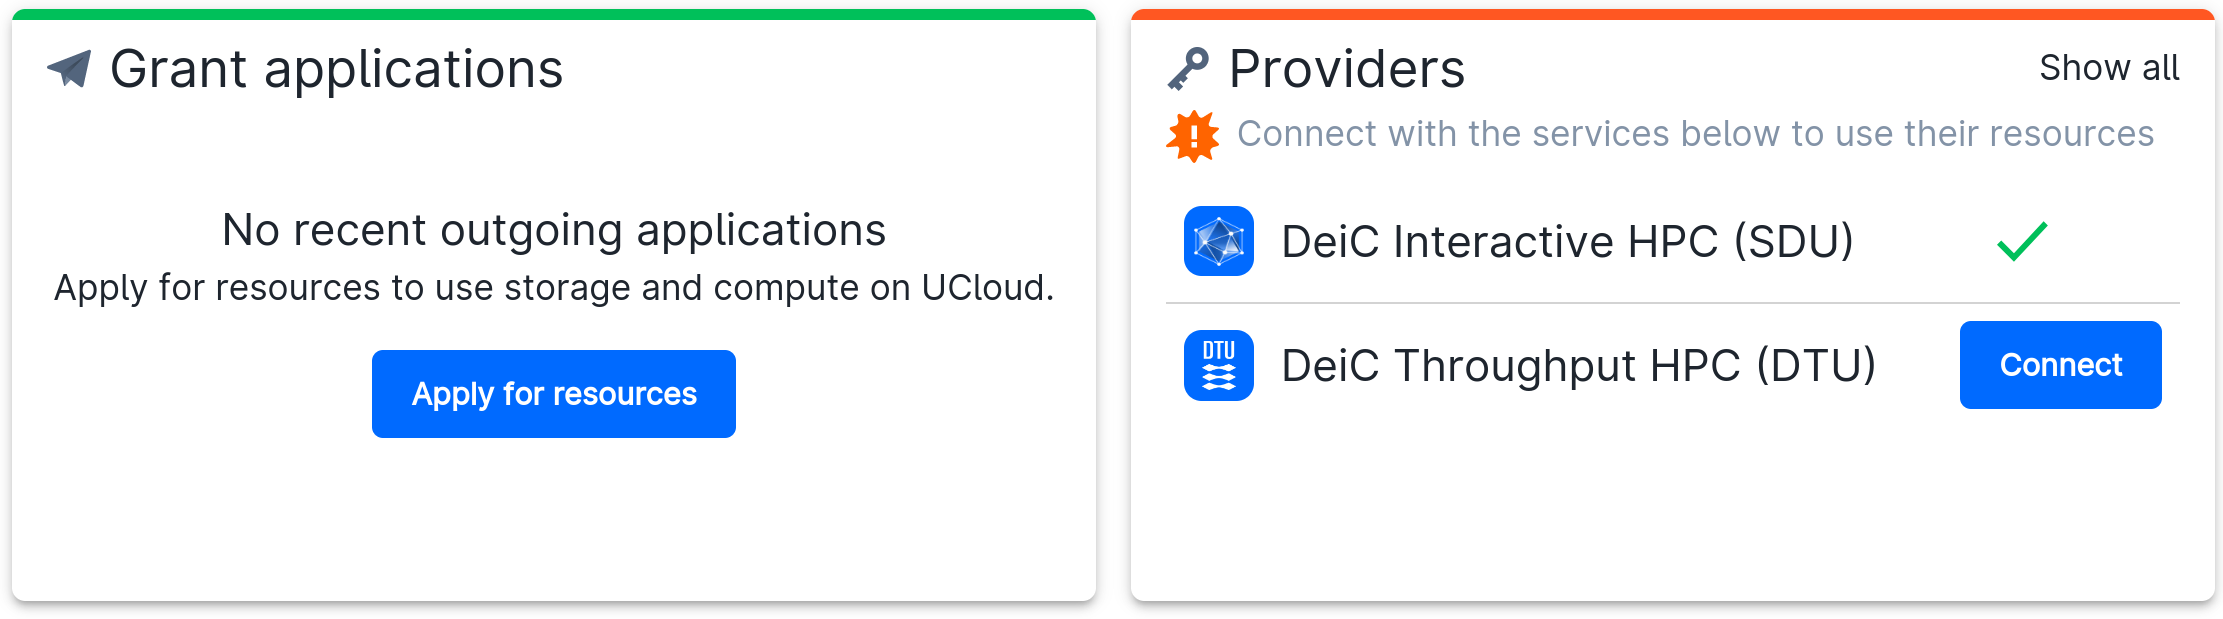 Grant applications
No recent outgoing applications
Apply for resources to use storage and compute on UCloud.
Apply for resources
Providers
Show all
Connect with the services below to use their resources
DeiC Interactive HPC (SDU)
DTU
DeiC Throughput HPC (DTU)
Connect